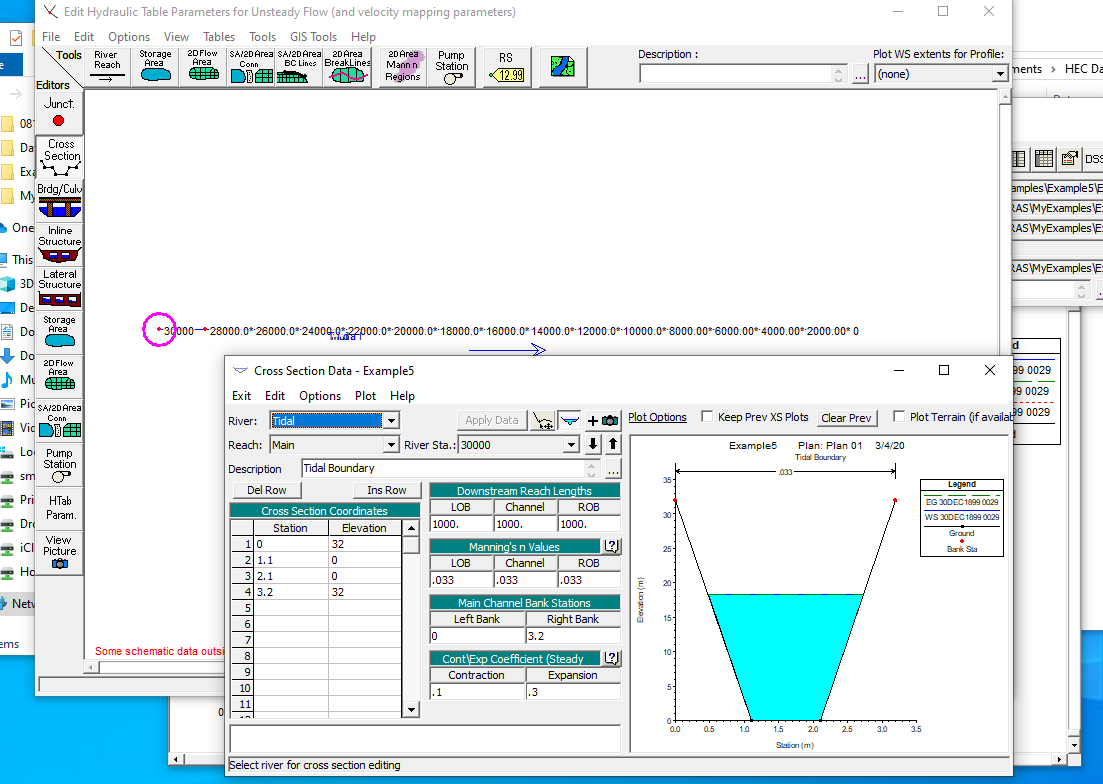 Edit Hydraulic Table Parameters for Unsteady Flow (and velocity mapping parameters)
File Edit Options View Tables Tools GIS Tools Help
Tools
Editors
River Reach
Storage Area
2D Flow Area
SA/2D Area Conn
SA/2D Area BC Lines
2D Area BreakLines
2D Area Mann n Regions
Pump Station
RS
12.99
Description :
...
Plot WS extents for Profile:
(none)
ments > HEC Da
Junct.
Cross Section
Brdg/Culv
Inline Structure
Lateral Structure
Storage Area
2D Flow Area
SA/2D Area Conn
Pump Station
HTab Param.
View Picture
e
08
Da
Exa
My
One
This
3D
De
Do
Do
Mu
Pic
Vid
Lo
sm
Pri
Dro
iCl
Ho
Netw
ems
DSS
amples\Example5\E
RAS\MyExamples\Ex
RAS\MyExamples\Ex
RAS\MyExamples\Ex
d
99 0029
99 0029
d
30000 28000.0* 26000.0* 24000.0* 22000.0* 20000.0* 18000.0* 16000.0* 14000.0* 12000.0* 10000.0* 8000.00* 6000.00* 4000.00* 2000.00* 0
Some schematic data outsi
0
Cross Section Data - Example5
Exit Edit Options Plot Help
River: Tidal
Apply Data
Plot Options
Keep Prev XS Plots
Clear Prev
Plot Terrain (if availab
Reach: Main
River Sta.: 30000
Description Tidal Boundary
...
Del Row
Ins Row
Cross Section Coordinates
Station Elevation
1 0 32
2 1.1 0
3 2.1 0
4 3.2 32
5
6
7
8
9
10
11
Downstream Reach Lengths
LOB Channel ROB
1000. 1000. 1000.
Manning's n Values
LOB Channel ROB
.033 .033 .033
Main Channel Bank Stations
Left Bank Right Bank
0 3.2
Cont\Exp Coefficient (Steady
Contraction Expansion
.1 .3
Example5 Plan: Plan 01 3/4/20
Tidal Boundary
.033
35
30
25
20
15
10
5
0
Elevation (m)
0.0 0.5 1.0 1.5 2.0 2.5 3.0 3.5
Station (m)
Legend
EG 30DEC1899 0029
WS 30DEC1899 0029
Ground
Bank Sta
Select river for cross section editing